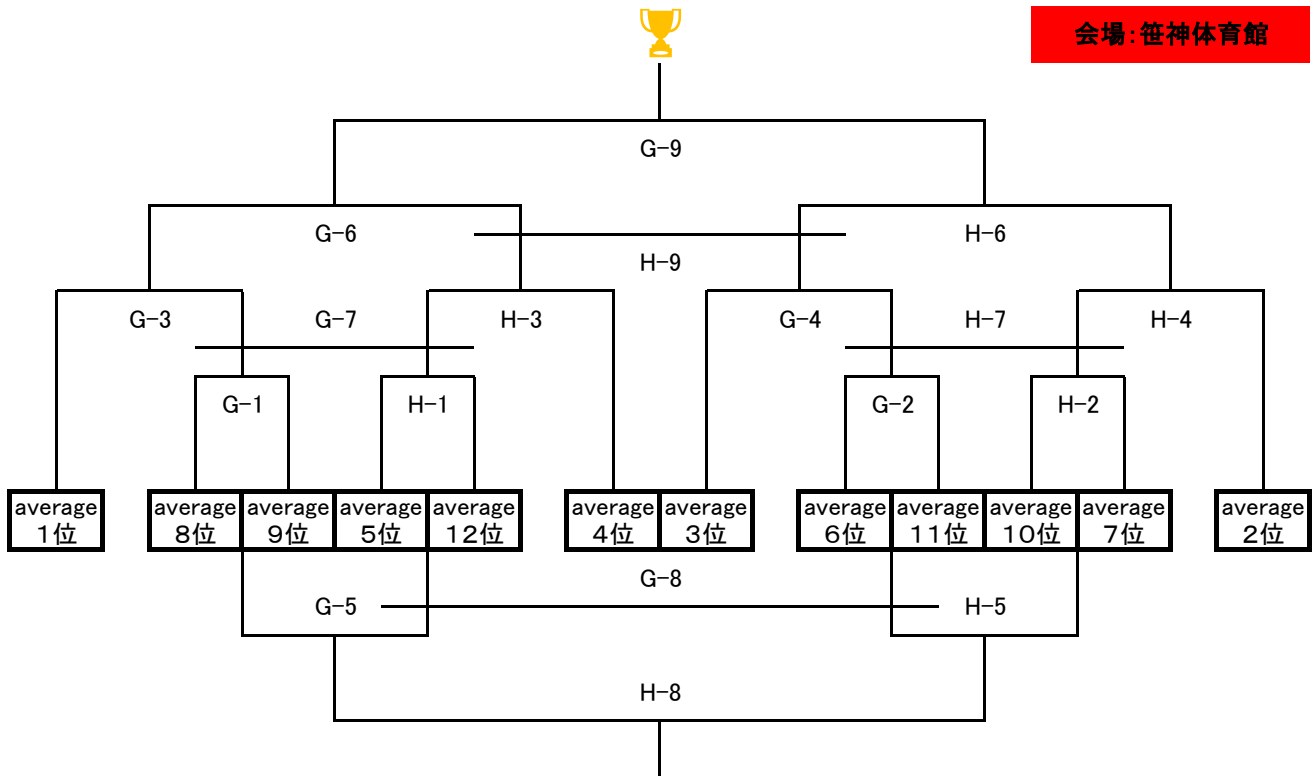 会場：笹神体育館
G-9
G-6
H-6
H-9
G-3
G-7
H-3
G-4
H-7
H-4
G-1
H-1
G-2
H-2
average
1位
average
8位
average
9位
average
5位
average
12位
average
4位
average
3位
average
6位
average
11位
average
10位
average
7位
average
2位
G-8
G-5
H-5
H-8